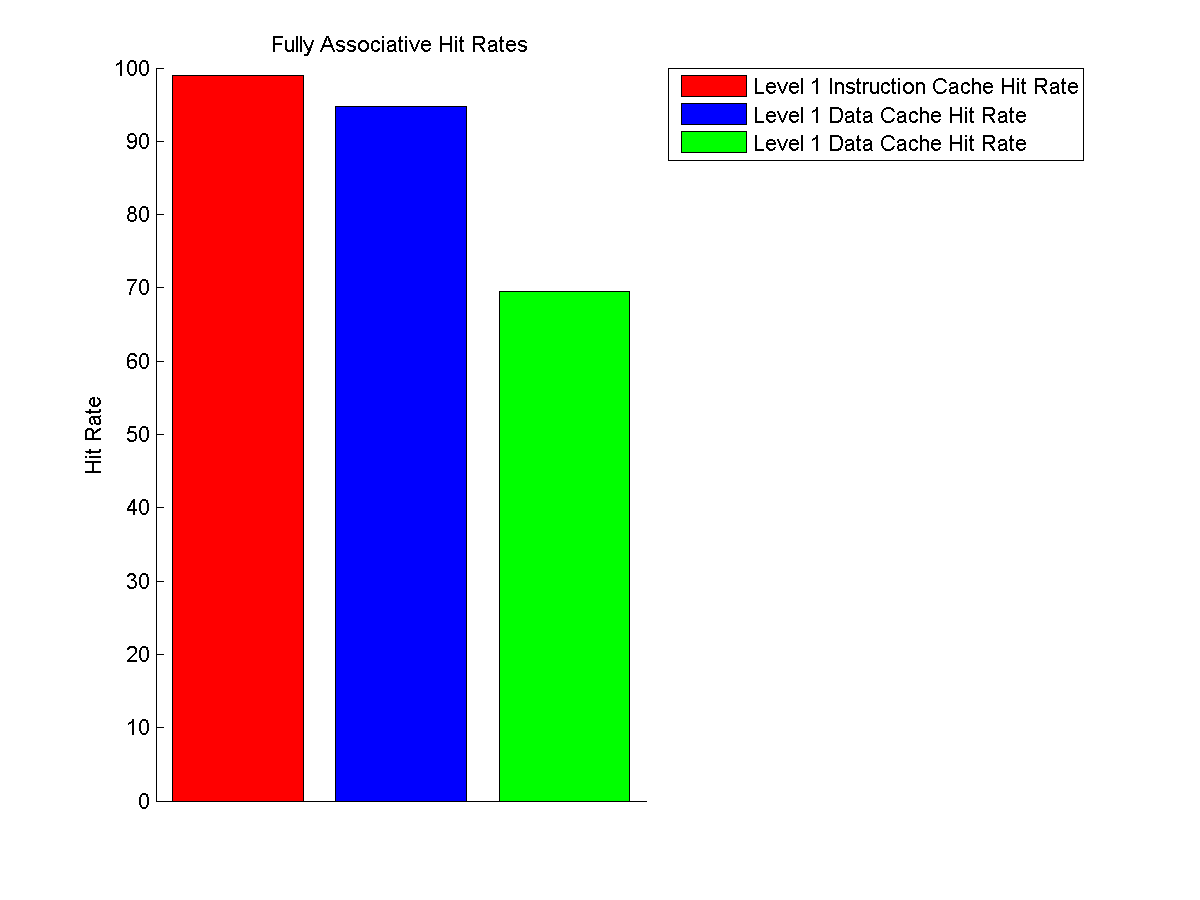 Fully Associative Hit Rates
100
90
80
70
60
50
40
30
20
10
0
Hit Rate
Level 1 Instruction Cache Hit Rate
Level 1 Data Cache Hit Rate
Level 1 Data Cache Hit Rate